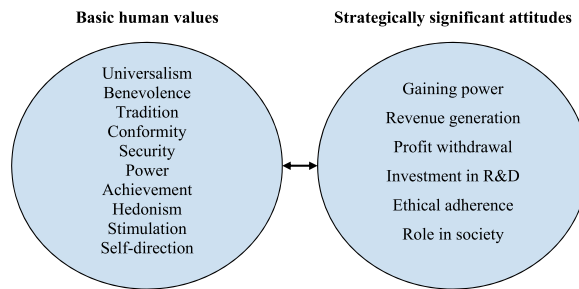 Basic human values
Strategically significant attitudes
Universalism
Benevolence
Tradition
Conformity
Security
Power
Achievement
Hedonism
Stimulation
Self-direction
Gaining power
Revenue generation
Profit withdrawal
Investment in R&D
Ethical adherence
Role in society